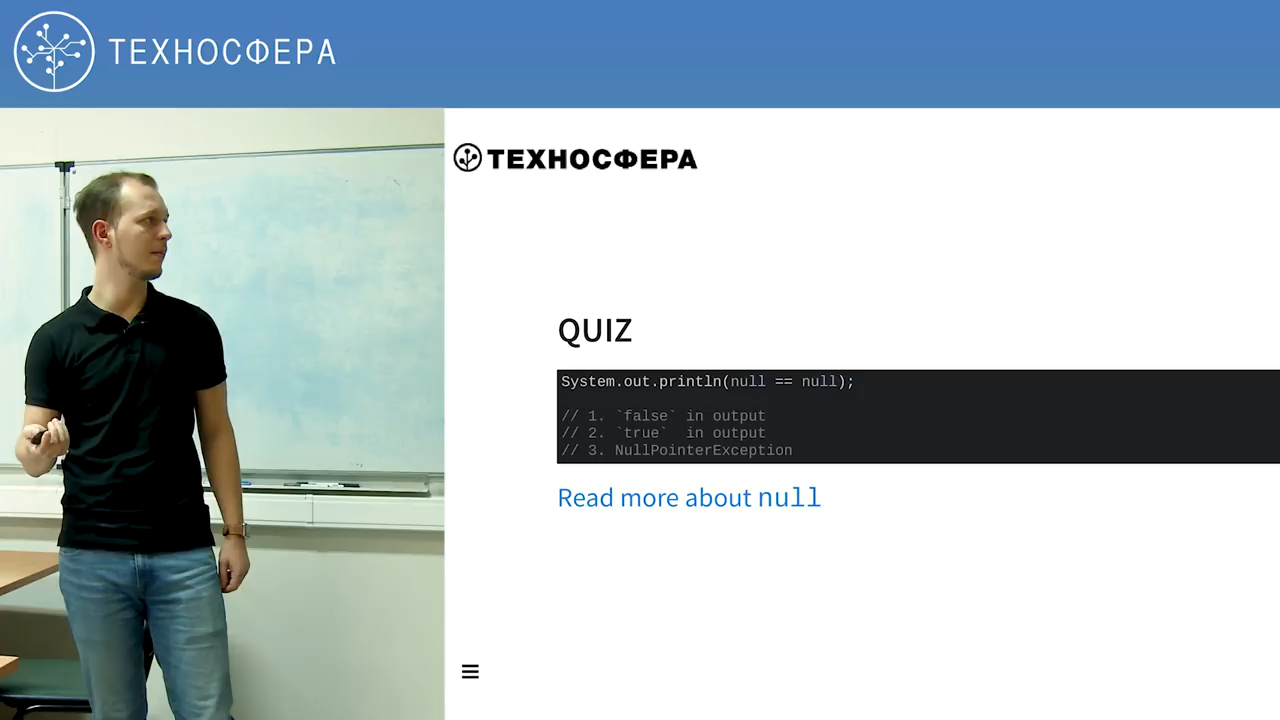 ТЕХНОСФЕРА
ТЕХНОСФЕРА
QUIZ
System.out.println(null == null);
// 1. `false` in output
// 2. `true`  in output
// 3. NullPointerException
Read more about null